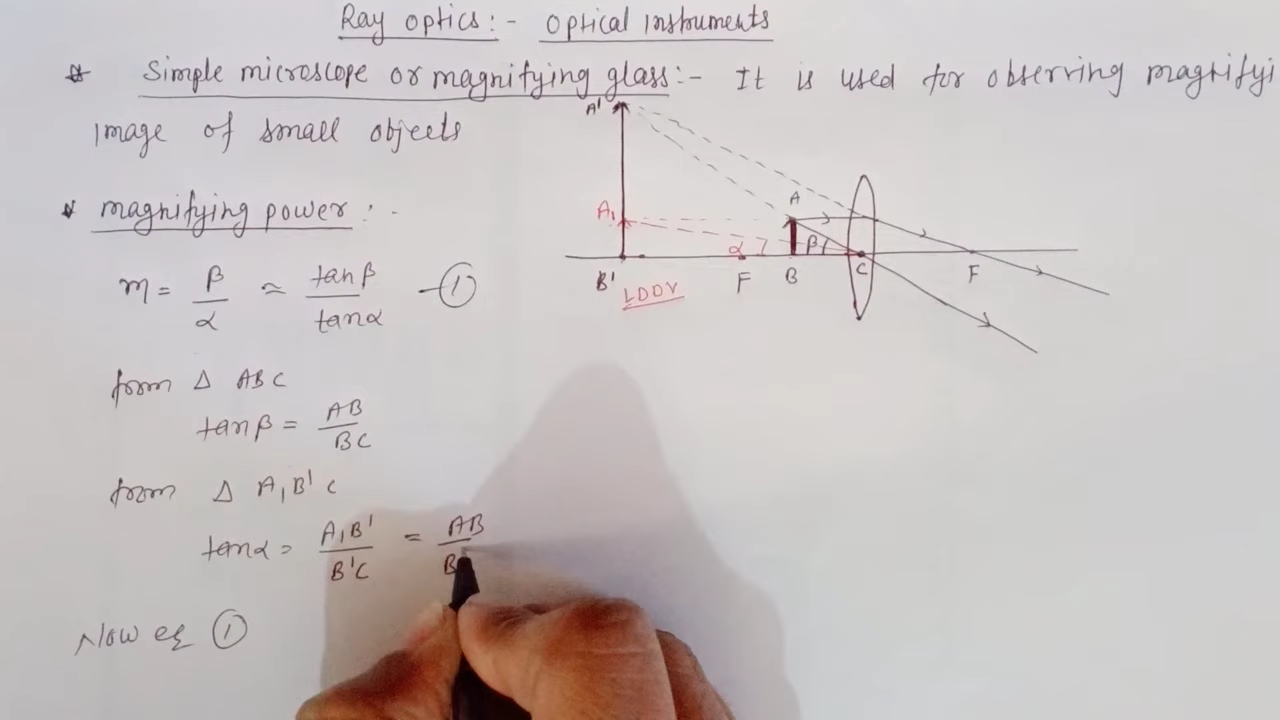 Ray optics:- Optical instruments
* Simple microscope or magnifying glass:- It is used for observing magnifyi
image of small objects
A'
A
A₁
α
β
B' LDDV F B C F
* magnifying power:-
m = β/α ≈ tanβ/tanα -①
from Δ ABC
tanβ = AB/BC
from Δ A₁B'C
tanα = A₁B'/B'C = AB/B
Now eq ①